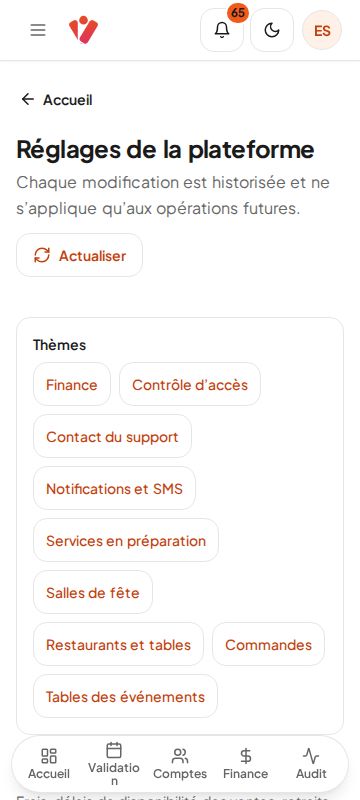 65
ES
Accueil
Réglages de la plateforme
Chaque modification est historisée et ne
s’applique qu’aux opérations futures.
Actualiser
Thèmes
Finance
Contrôle d’accès
Contact du support
Notifications et SMS
Services en préparation
Salles de fête
Restaurants et tables
Commandes
Tables des événements
Accueil
Validatio
n
Comptes
Finance
Audit